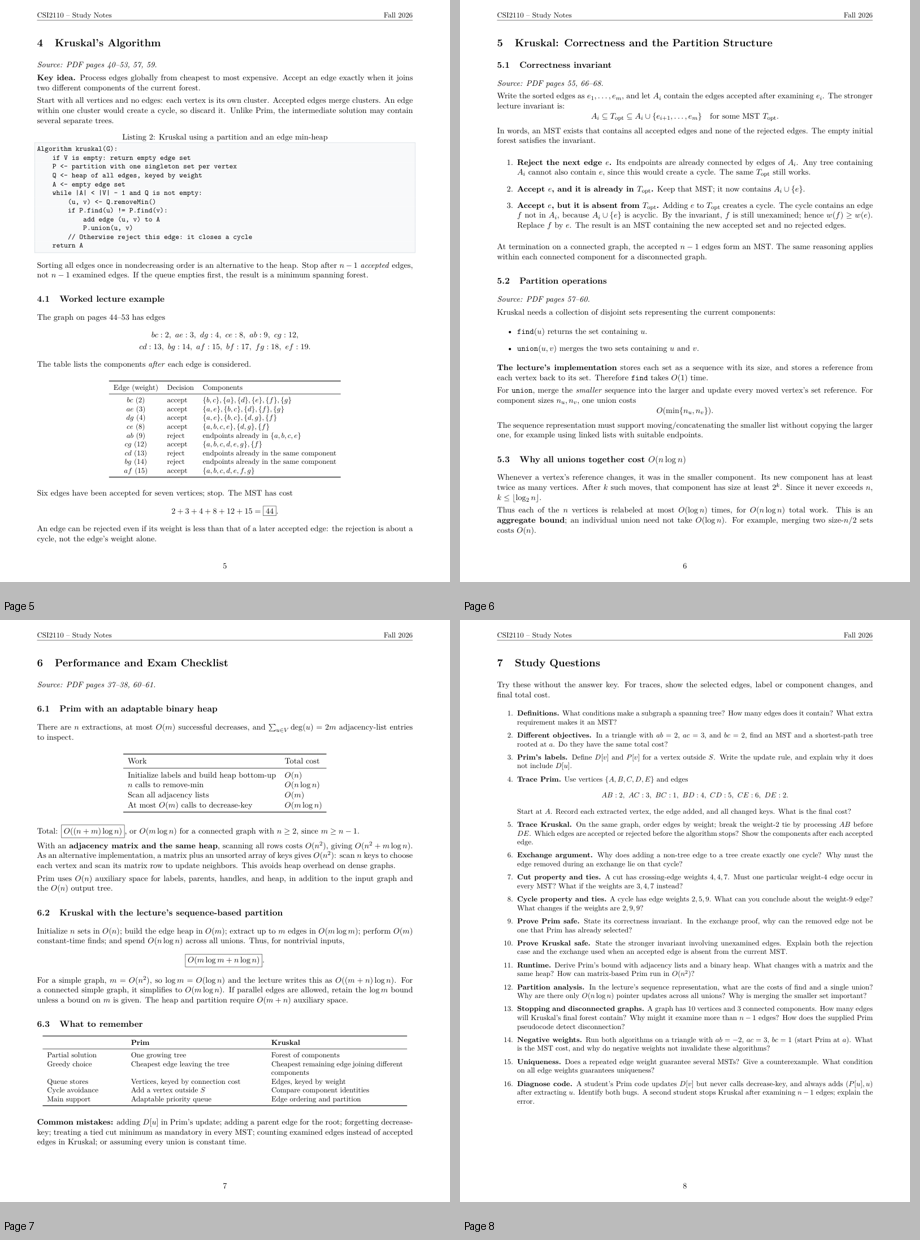 CSI2110 – Study Notes Fall 2026
4 Kruskal's Algorithm
Source: PDF pages 40–53, 57, 59.
Key idea. Process edges globally from cheapest to most expensive. Accept an edge exactly when it joins
two different components of the current forest.
Start with all vertices and no edges: each vertex is its own cluster. Accepted edges merge clusters. An edge
within one cluster would create a cycle, so discard it. Unlike Prim, the intermediate solution may contain
several separate trees.
Listing 2: Kruskal using a partition and an edge min-heap
Algorithm kruskal(G):
if V is empty: return empty edge set
P <- partition with one singleton set per vertex
Q <- heap of all edges, keyed by weight
A <- empty edge set
while |A| < |V| - 1 and Q is not empty:
(u, v) <- Q.removeMin()
if P.find(u) != P.find(v):
add edge (u, v) to A
P.union(u, v)
// Otherwise reject this edge: it closes a cycle
return A
Sorting all edges once in nondecreasing order is an alternative to the heap. Stop after n − 1 accepted edges,
not n − 1 examined edges. If the queue empties first, the result is a minimum spanning forest.
4.1 Worked lecture example
The graph on pages 44–53 has edges
bc : 2, ae : 3, dg : 4, ce : 8, ab : 9, cg : 12,
cd : 13, bg : 14, af : 15, bf : 17, fg : 18, ef : 19.
The table lists the components after each edge is considered.
Edge (weight) Decision Components
bc (2) accept {b, c}, {a}, {d}, {e}, {f}, {g}
ae (3) accept {a, e}, {b, c}, {d}, {f}, {g}
dg (4) accept {a, e}, {b, c}, {d, g}, {f}
ce (8) accept {a, b, c, e}, {d, g}, {f}
ab (9) reject endpoints already in {a, b, c, e}
cg (12) accept {a, b, c, d, e, g}, {f}
cd (13) reject endpoints already in the same component
bg (14) reject endpoints already in the same component
af (15) accept {a, b, c, d, e, f, g}
Six edges have been accepted for seven vertices; stop. The MST has cost
2 + 3 + 4 + 8 + 12 + 15 = 44.
An edge can be rejected even if its weight is less than that of a later accepted edge: the rejection is about a
cycle, not the edge's weight alone.
5
Page 5
CSI2110 – Study Notes Fall 2026
5 Kruskal: Correctness and the Partition Structure
5.1 Correctness invariant
Source: PDF pages 55, 66–68.
Write the sorted edges as e₁, . . . , eₘ, and let Aᵢ contain the edges accepted after examining eᵢ. The stronger
lecture invariant is:
Aᵢ ⊆ T_opt ⊆ Aᵢ ∪ {eᵢ₊₁, . . . , eₘ} for some MST T_opt.
In words, an MST exists that contains all accepted edges and none of the rejected edges. The empty initial
forest satisfies the invariant.
1. Reject the next edge e. Its endpoints are already connected by edges of Aᵢ. Any tree containing
Aᵢ cannot also contain e, since this would create a cycle. The same T_opt still works.
2. Accept e, and it is already in T_opt. Keep that MST; it now contains Aᵢ ∪ {e}.
3. Accept e, but it is absent from T_opt. Adding e to T_opt creates a cycle. The cycle contains an edge
f not in Aᵢ, because Aᵢ ∪ {e} is acyclic. By the invariant, f is still unexamined; hence w(f) ≥ w(e).
Replace f by e. The result is an MST containing the new accepted set and no rejected edges.
At termination on a connected graph, the accepted n − 1 edges form an MST. The same reasoning applies
within each connected component for a disconnected graph.
5.2 Partition operations
Source: PDF pages 57–60.
Kruskal needs a collection of disjoint sets representing the current components:
• find(u) returns the set containing u.
• union(u, v) merges the two sets containing u and v.
The lecture's implementation stores each set as a sequence with its size, and stores a reference from
each vertex back to its set. Therefore find takes O(1) time.
For union, merge the smaller sequence into the larger and update every moved vertex's set reference. For
component sizes nᵤ, nᵥ, one union costs
O(min{nᵤ, nᵥ}).
The sequence representation must support moving/concatenating the smaller list without copying the larger
one, for example using linked lists with suitable endpoints.
5.3 Why all unions together cost O(n log n)
Whenever a vertex's reference changes, it was in the smaller component. Its new component has at least
twice as many vertices. After k such moves, that component has size at least 2ᵏ. Since it never exceeds n,
k ≤ ⌊log₂ n⌋.
Thus each of the n vertices is relabeled at most O(log n) times, for O(n log n) total work. This is an
aggregate bound; an individual union need not take O(log n). For example, merging two size-n/2 sets
costs O(n).
6
Page 6
CSI2110 – Study Notes Fall 2026
6 Performance and Exam Checklist
Source: PDF pages 37–38, 60–61.
6.1 Prim with an adaptable binary heap
There are n extractions, at most O(m) successful decreases, and ∑ᵤ∈V deg(u) = 2m adjacency-list entries
to inspect.
Work Total cost
Initialize labels and build heap bottom-up O(n)
n calls to remove-min O(n log n)
Scan all adjacency lists O(m)
At most O(m) calls to decrease-key O(m log n)
Total: O((n + m) log n), or O(m log n) for a connected graph with n ≥ 2, since m ≥ n−1.
With an adjacency matrix and the same heap, scanning all rows costs O(n²), giving O(n² + m log n).
As an alternative implementation, a matrix plus an unsorted array of keys gives O(n²): scan n keys to choose
each vertex and scan its matrix row to update neighbors. This avoids heap overhead on dense graphs.
Prim uses O(n) auxiliary space for labels, parents, handles, and heap, in addition to the input graph and
the O(n) output tree.
6.2 Kruskal with the lecture's sequence-based partition
Initialize n sets in O(n); build the edge heap in O(m); extract up to m edges in O(m log m); perform O(m)
constant-time finds; and spend O(n log n) across all unions. Thus, for nontrivial inputs,
O(m log m + n log n).
For a simple graph, m = O(n²), so log m = O(log n) and the lecture writes this as O((m + n) log n). For
a connected simple graph, it simplifies to O(m log n). If parallel edges are allowed, retain the log m bound
unless a bound on m is given. The heap and partition require O(m + n) auxiliary space.
6.3 What to remember
Prim Kruskal
Partial solution One growing tree Forest of components
Greedy choice Cheapest edge leaving the tree Cheapest remaining edge joining different
components
Queue stores Vertices, keyed by connection cost Edges, keyed by weight
Cycle avoidance Add a vertex outside S Compare component identities
Main support Adaptable priority queue Edge ordering and partition
Common mistakes: adding D[u] in Prim's update; adding a parent edge for the root; forgetting decrease-
key; treating a tied cut minimum as mandatory in every MST; counting examined edges instead of accepted
edges in Kruskal; or assuming every union is constant time.
7
Page 7
CSI2110 – Study Notes Fall 2026
7 Study Questions
Try these without the answer key. For traces, show the selected edges, label or component changes, and
final total cost.
1. Definitions. What conditions make a subgraph a spanning tree? How many edges does it contain? What extra
requirement makes it an MST?
2. Different objectives. In a triangle with ab = 2, ac = 3, and bc = 2, find an MST and a shortest-path tree
rooted at a. Do they have the same total cost?
3. Prim's labels. Define D[v] and P[v] for a vertex outside S. Write the update rule, and explain why it does
not include D[u].
4. Trace Prim. Use vertices {A, B, C, D, E} and edges
AB : 2, AC : 3, BC : 1, BD : 4, CD : 5, CE : 6, DE : 2.
Start at A. Record each extracted vertex, the edge added, and all changed keys. What is the final cost?
5. Trace Kruskal. On the same graph, order edges by weight; break the weight-2 tie by processing AB before
DE. Which edges are accepted or rejected before the algorithm stops? Show the components after each accepted
edge.
6. Exchange argument. Why does adding a non-tree edge to a tree create exactly one cycle? Why must the
edge removed during an exchange lie on that cycle?
7. Cut property and ties. A cut has crossing-edge weights 4, 4, 7. Must one particular weight-4 edge occur in
every MST? What if the weights are 3, 4, 7 instead?
8. Cycle property and ties. A cycle has edge weights 2, 5, 9. What can you conclude about the weight-9 edge?
What changes if the weights are 2, 9, 9?
9. Prove Prim safe. State its correctness invariant. In the exchange proof, why can the removed edge not be
one that Prim has already selected?
10. Prove Kruskal safe. State the stronger invariant involving unexamined edges. Explain both the rejection
case and the exchange used when an accepted edge is absent from the MST.
11. Runtime. Derive Prim's bound with adjacency lists and a binary heap. What changes with a matrix and the
same heap? How can matrix-based Prim run in O(n²)?
12. Partition analysis. In the lecture's sequence representation, what are the costs of find and a single union?
Why are there only O(n log n) pointer updates across all unions? Why is merging the smaller set important?
13. Stopping and disconnected graphs. A graph has 10 vertices and 3 connected components. How many edges
will Kruskal's final forest contain? Why might it examine more than n − 1 edges? How does the supplied Prim
pseudocode detect disconnection?
14. Negative weights. Run both algorithms on a triangle with ab = −2, ac = 3, bc = 1 (start Prim at a). What
is the MST cost, and why do negative weights not invalidate these algorithms?
15. Uniqueness. Does a repeated edge weight guarantee several MSTs? Give a counterexample. What condition
on all edge weights guarantees uniqueness?
16. Diagnose code. A student's Prim code updates D[v] but never calls decrease-key, and always adds (P[u], u)
after extracting u. Identify both bugs. A second student stops Kruskal after examining n − 1 edges; explain the
error.
8
Page 8